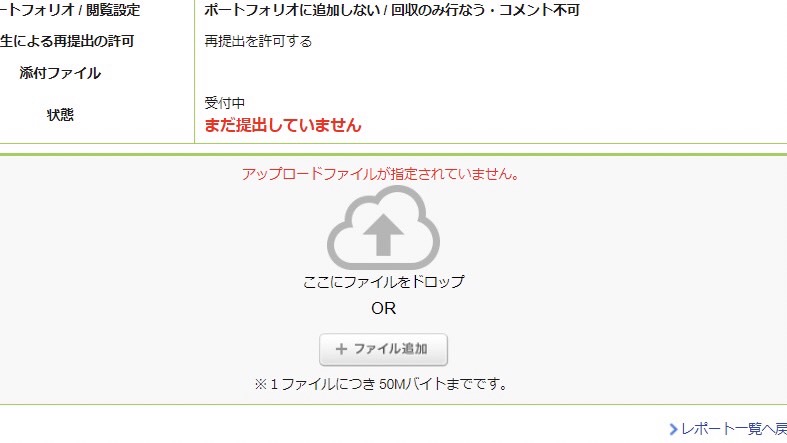 ートフォリオ / 閲覧設定 ポートフォリオに追加しない / 回収のみ行なう・コメント不可
生による再提出の許可 再提出を許可する
添付ファイル
状態 受付中
まだ提出していません
アップロードファイルが指定されていません。
ここにファイルをドロップ
OR
＋ ファイル追加
※１ファイルにつき 50Mバイトまでです。
レポート一覧へ戻